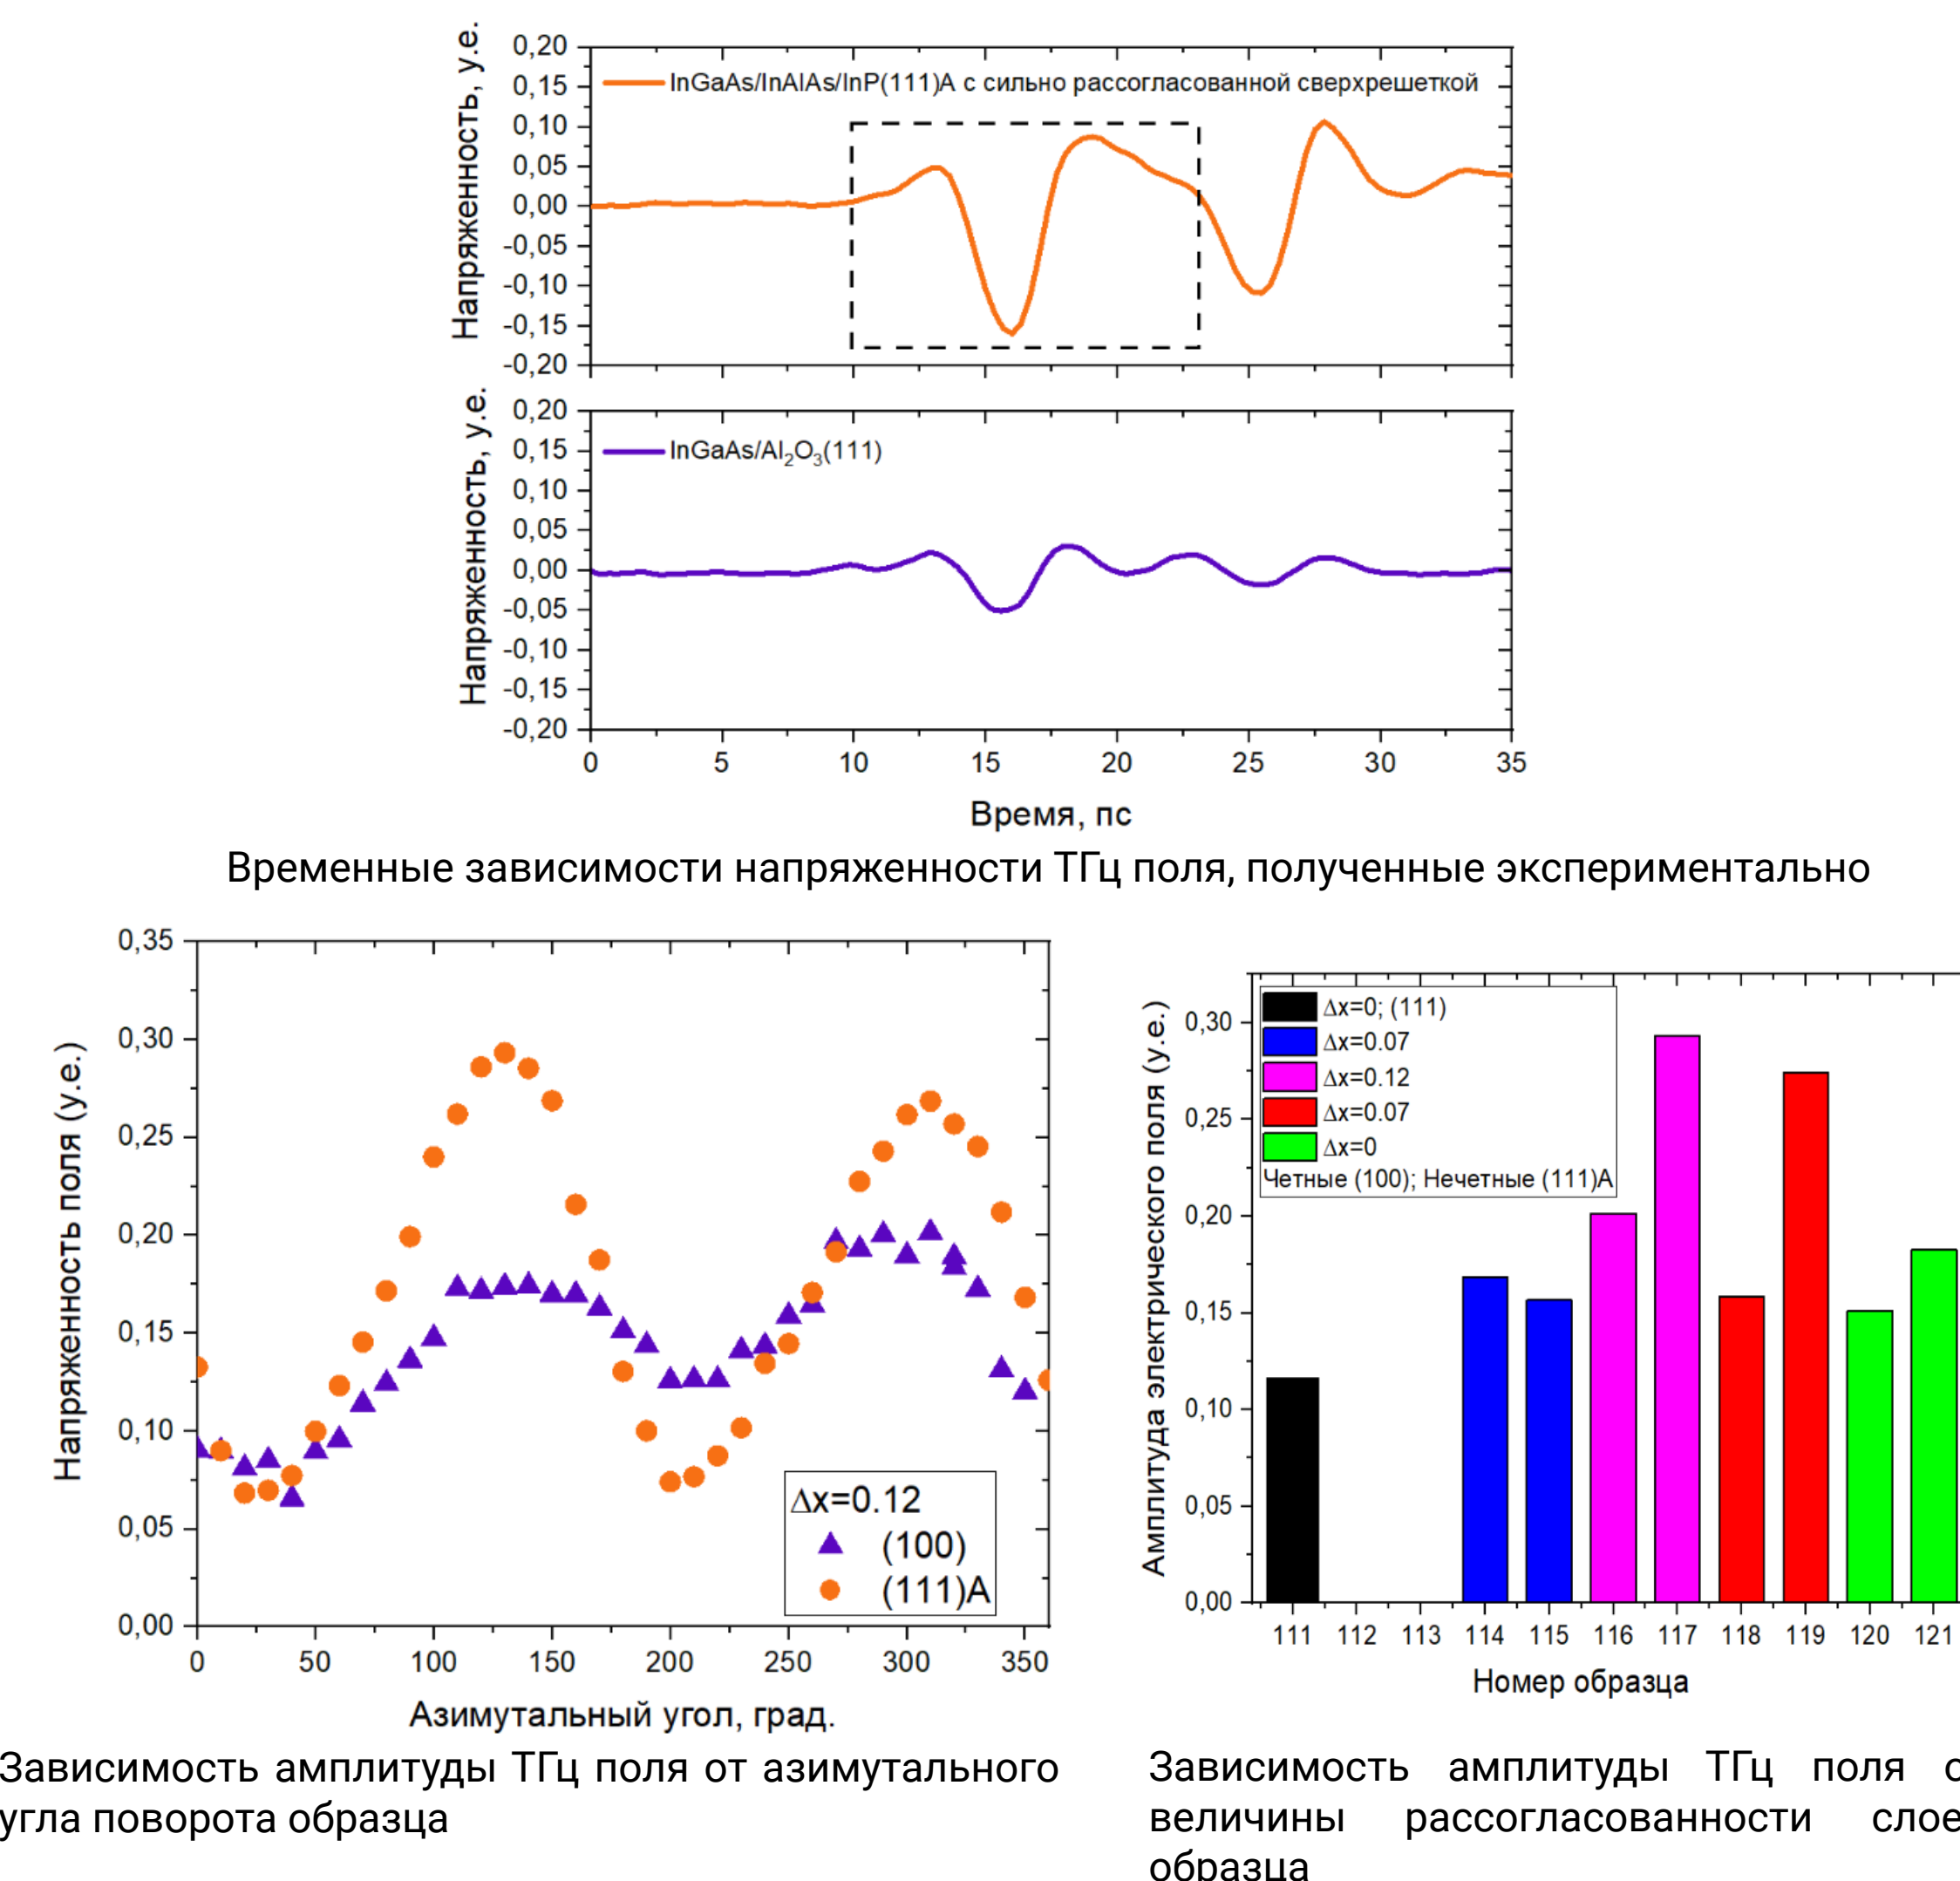 Напряженность, у.е.
0,20
0,15
0,10
0,05
0,00
-0,05
-0,10
-0,15
-0,20
InGaAs/InAlAs/InP(111)A с сильно рассогласованной сверхрешеткой
Напряженность, у.е.
0,20
0,15
0,10
0,05
0,00
-0,05
-0,10
-0,15
-0,20
InGaAs/Al₂O₃(111)
0 5 10 15 20 25 30 35
Время, пс
Временные зависимости напряженности ТГц поля, полученные экспериментально
Напряженность поля (у.е.)
0,35
0,30
0,25
0,20
0,15
0,10
0,05
0,00
Δx=0.12
(100)
(111)A
0 50 100 150 200 250 300 350
Азимутальный угол, град.
Зависимость амплитуды ТГц поля от азимутального
угла поворота образца
Амплитуда электрического поля (у.е.)
0,30
0,25
0,20
0,15
0,10
0,05
0,00
Δx=0; (111)
Δx=0.07
Δx=0.12
Δx=0.07
Δx=0
Четные (100); Нечетные (111)A
111 112 113 114 115 116 117 118 119 120 121
Номер образца
Зависимость амплитуды ТГц поля
величины рассогласованности
образца